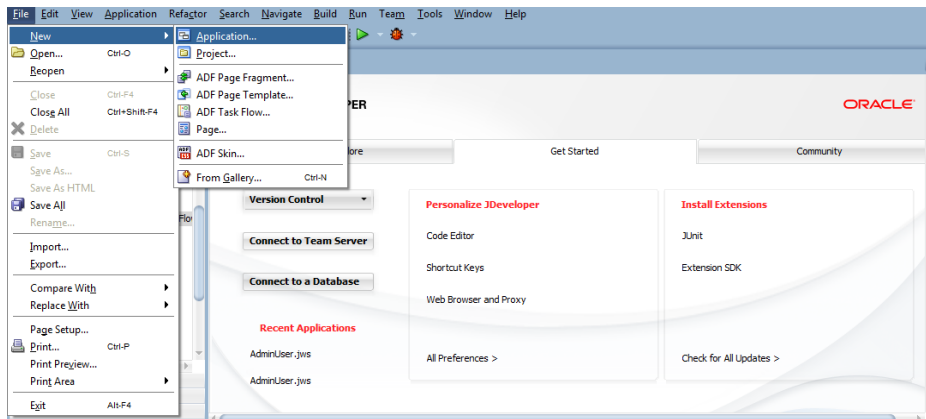 File Edit View Application Refactor Search Navigate Build Run Team Tools Window Help
New
Open... Ctrl-O
Reopen
Close Ctrl-F4
Close All Ctrl+Shift-F4
Delete
Save Ctrl-S
Save As...
Save As HTML
Save All
Rename...
Import...
Export...
Compare With
Replace With
Page Setup...
Print... Ctrl-P
Print Preview...
Print Area
Exit Alt-F4
Application...
Project...
ADF Page Fragment...
ADF Page Template...
ADF Task Flow...
Page...
ADF Skin...
From Gallery... Ctrl-N
PER
ORACLE
ore
Get Started
Community
Flo
Version Control
Connect to Team Server
Connect to a Database
Recent Applications
AdminUser.jws
AdminUser.jws
Personalize JDeveloper
Code Editor
Shortcut Keys
Web Browser and Proxy
All Preferences >
Install Extensions
JUnit
Extension SDK
Check for All Updates >